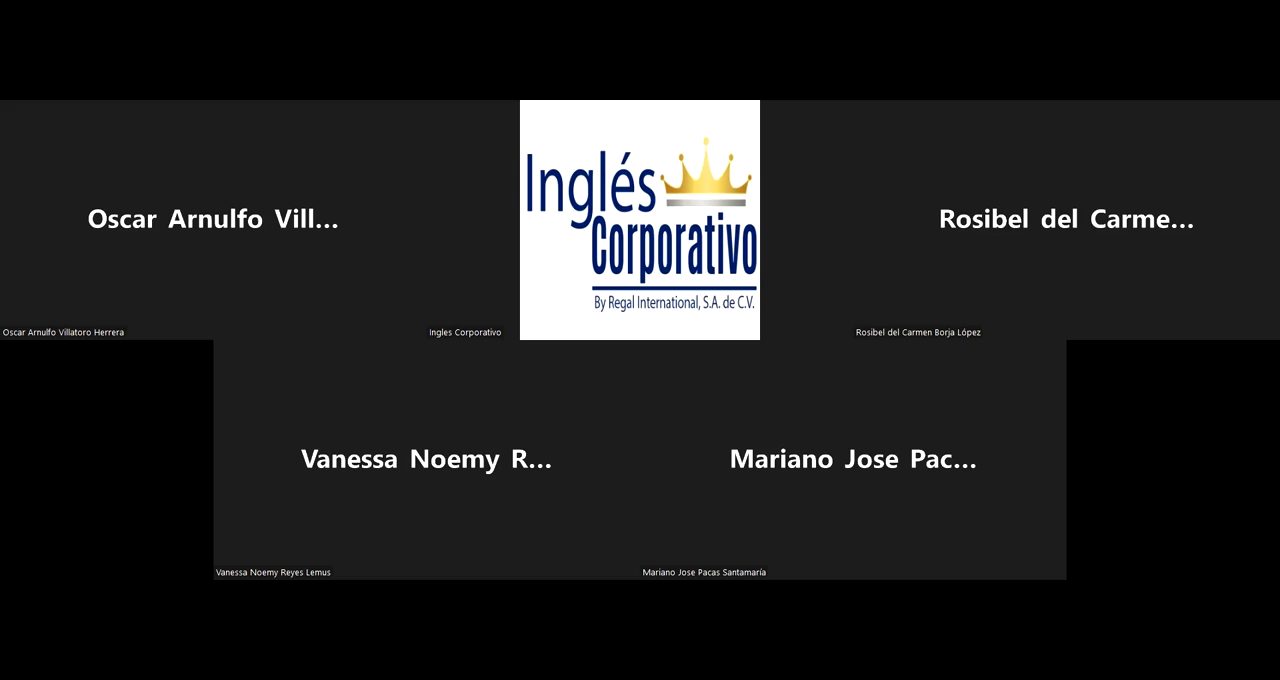 Oscar Arnulfo Vill...
Inglés
Corporativo
By Regal International, S.A. de C.V.
Rosibel del Carme...
Oscar Arnulfo Villatoro Herrera
Ingles Corporativo
Rosibel del Carmen Borja López
Vanessa Noemy R...
Mariano Jose Pac...
Vanessa Noemy Reyes Lemus
Mariano Jose Pacas Santamaría